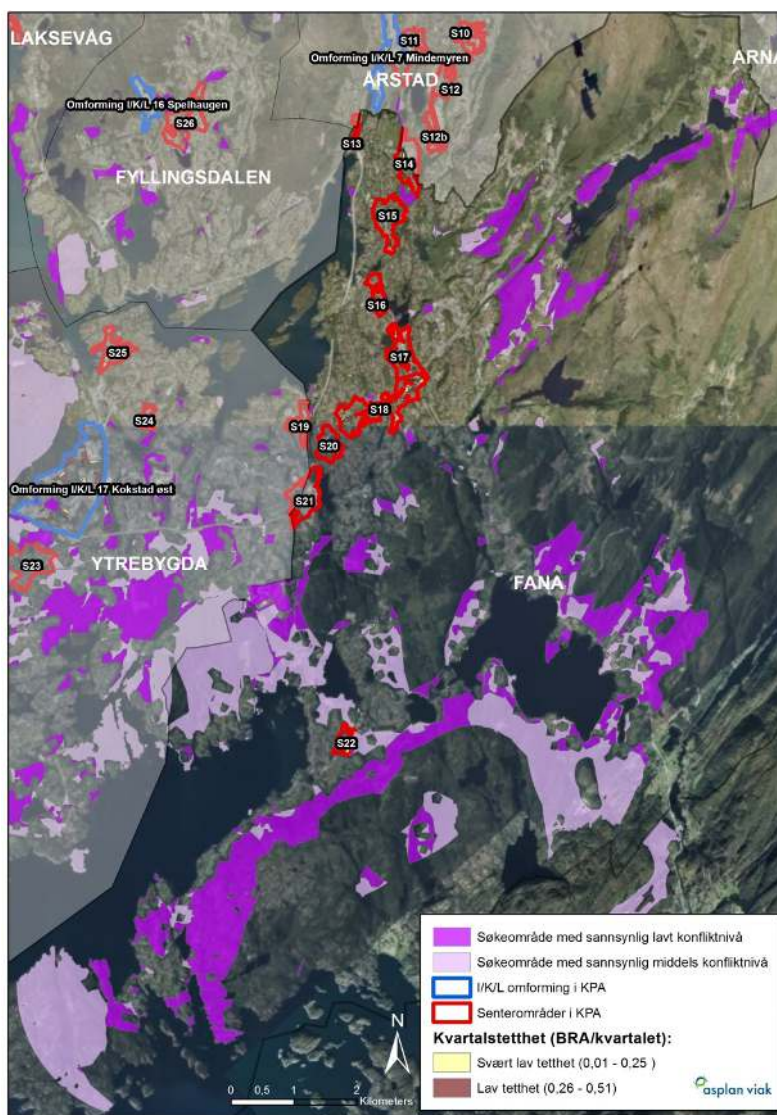 LAKSEVÅG
S11
S10
ARNA
Omforming I/K/L 7 Mindemyren
ÅRSTAD
S12
Omforming I/K/L 16 Spelhaugen
S26
S13
S12b
S14
FYLLINGSDALEN
S15
S16
S25
S17
S24
S18
S19
S20
Omforming I/K/L 17 Kokstad øst
S21
S23
YTREBYGDA
FANA
S22
Søkeområde med sannsynlig lavt konfliktnivå
Søkeområde med sannsynlig middels konfliktnivå
I/K/L omforming i KPA
Senterområder i KPA
Kvartalstetthet (BRA/kvartalet):
Svært lav tetthet (0,01 - 0,25 )
Lav tetthet (0,26 - 0,51)
N
0 0,5 1 2
Kilometers
asplan viak